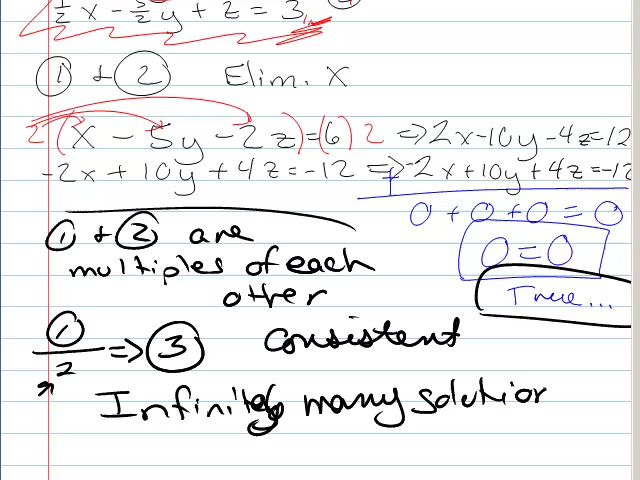 1/2 x - 5/2 y + z = 3
① & ② Elim. X
2(x - 5y - 2z) = (6) 2 => 2x - 10y - 4z = 12
-2x + 10y + 4z = -12 => -2x + 10y + 4z = -12
0 + 0 + 0 = 0
0 = 0
True...
① & ② are
multiples of each
other
①/2 => ③ consistent
Infinitely many solution